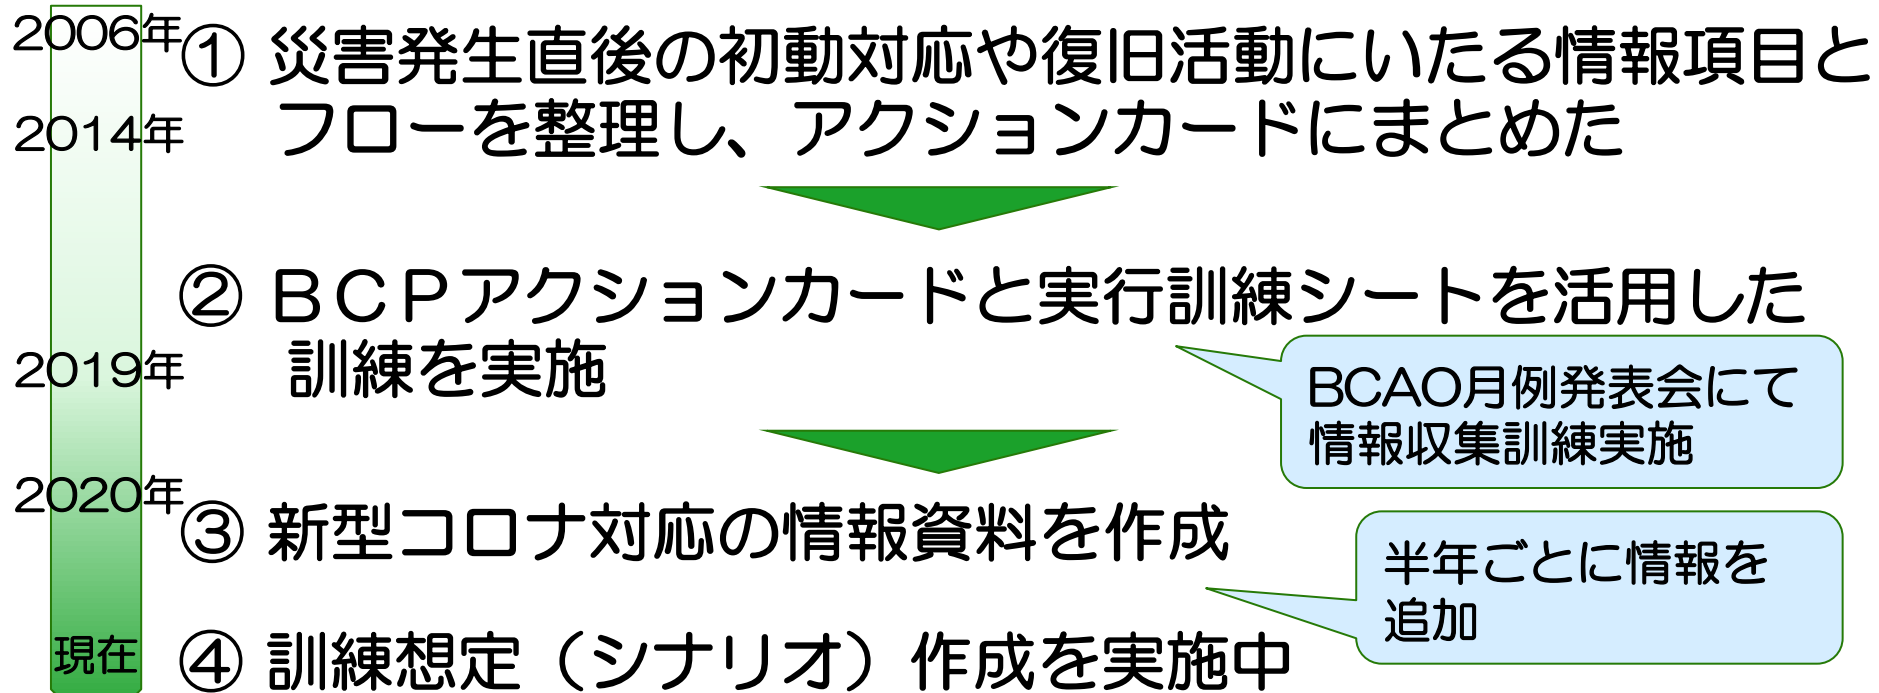 2006年
① 災害発生直後の初動対応や復旧活動にいたる情報項目と
フローを整理し、アクションカードにまとめた
2014年
② ＢＣＰアクションカードと実行訓練シートを活用した
訓練を実施
2019年
BCAO月例発表会にて
情報収集訓練実施
2020年
③ 新型コロナ対応の情報資料を作成
半年ごとに情報を
追加
現在
④ 訓練想定（シナリオ）作成を実施中